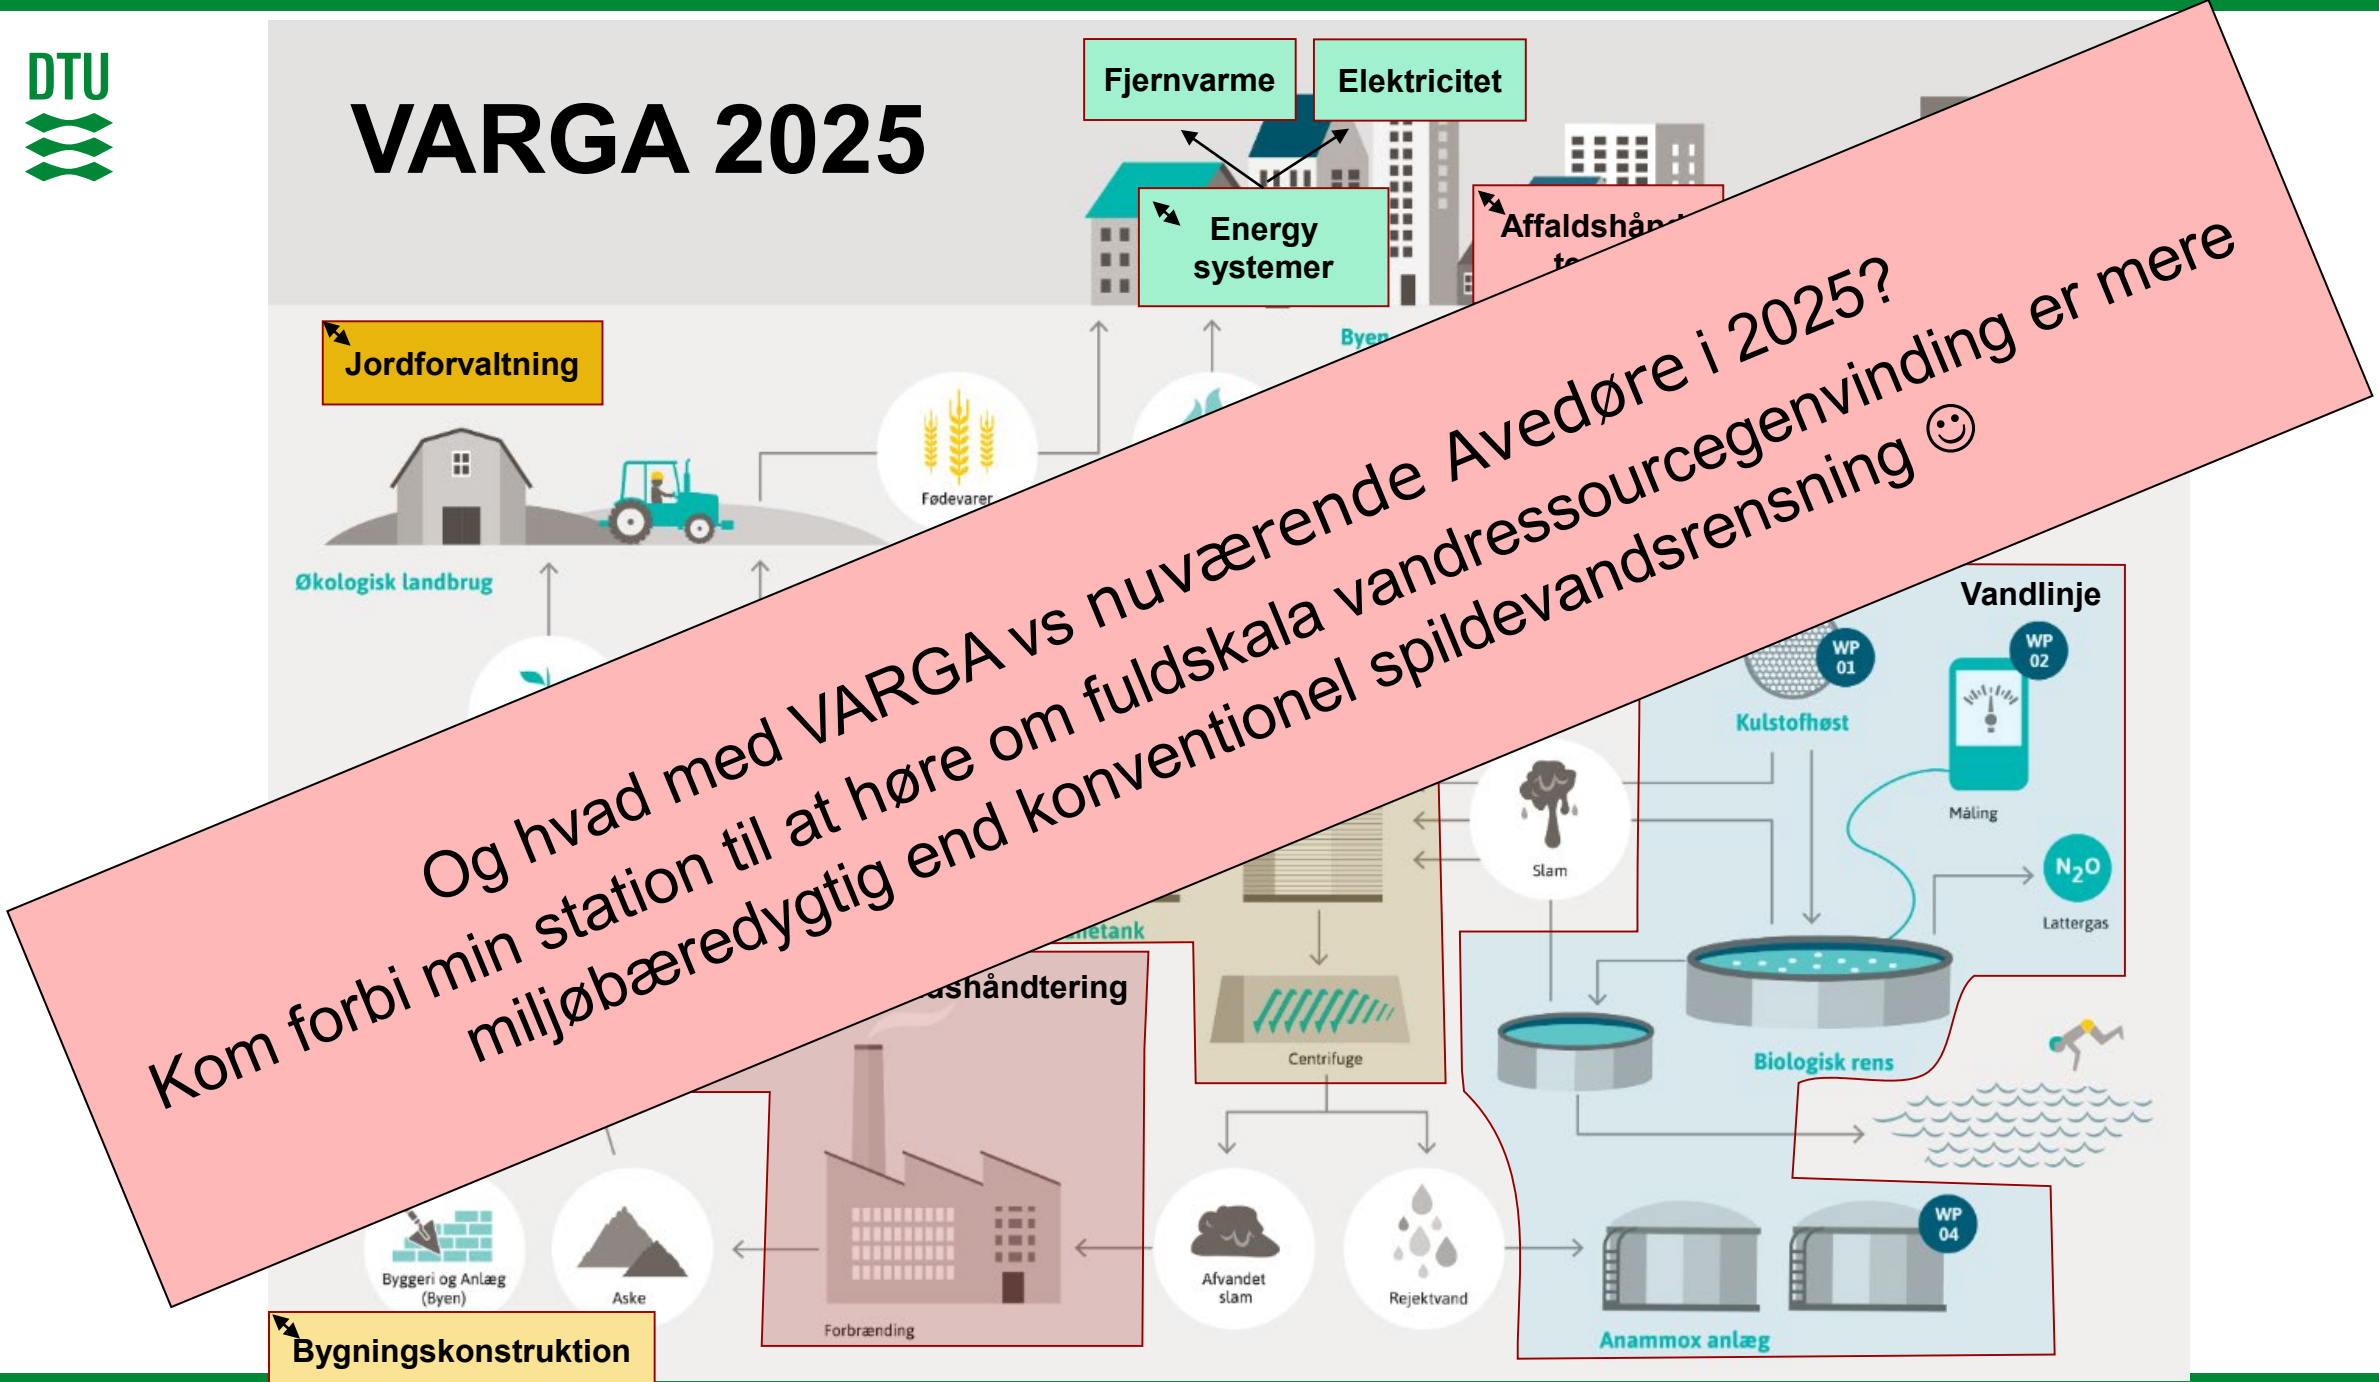 DTU
VARGA 2025
Fjernvarme
Elektricitet
Energy
systemer
Byen
Jordforvaltning
Fødevarer
Økologisk landbrug
Og hvad med VARGA vs nuværende Avedøre i 2025?
Kom forbi min station til at høre om fuldskala vandressourcegenvinding er mere
miljøbæredygtig end konventionel spildevandsrensning ☺
Vandlinje
WP
01
WP
02
Kulstofhøst
Måling
Slam
N₂O
Lattergas
Centrifuge
Biologisk rens
Byggeri og Anlæg
(Byen)
Aske
Forbrænding
Afvandet
slam
Rejektvand
WP
04
Anammox anlæg
Bygningskonstruktion